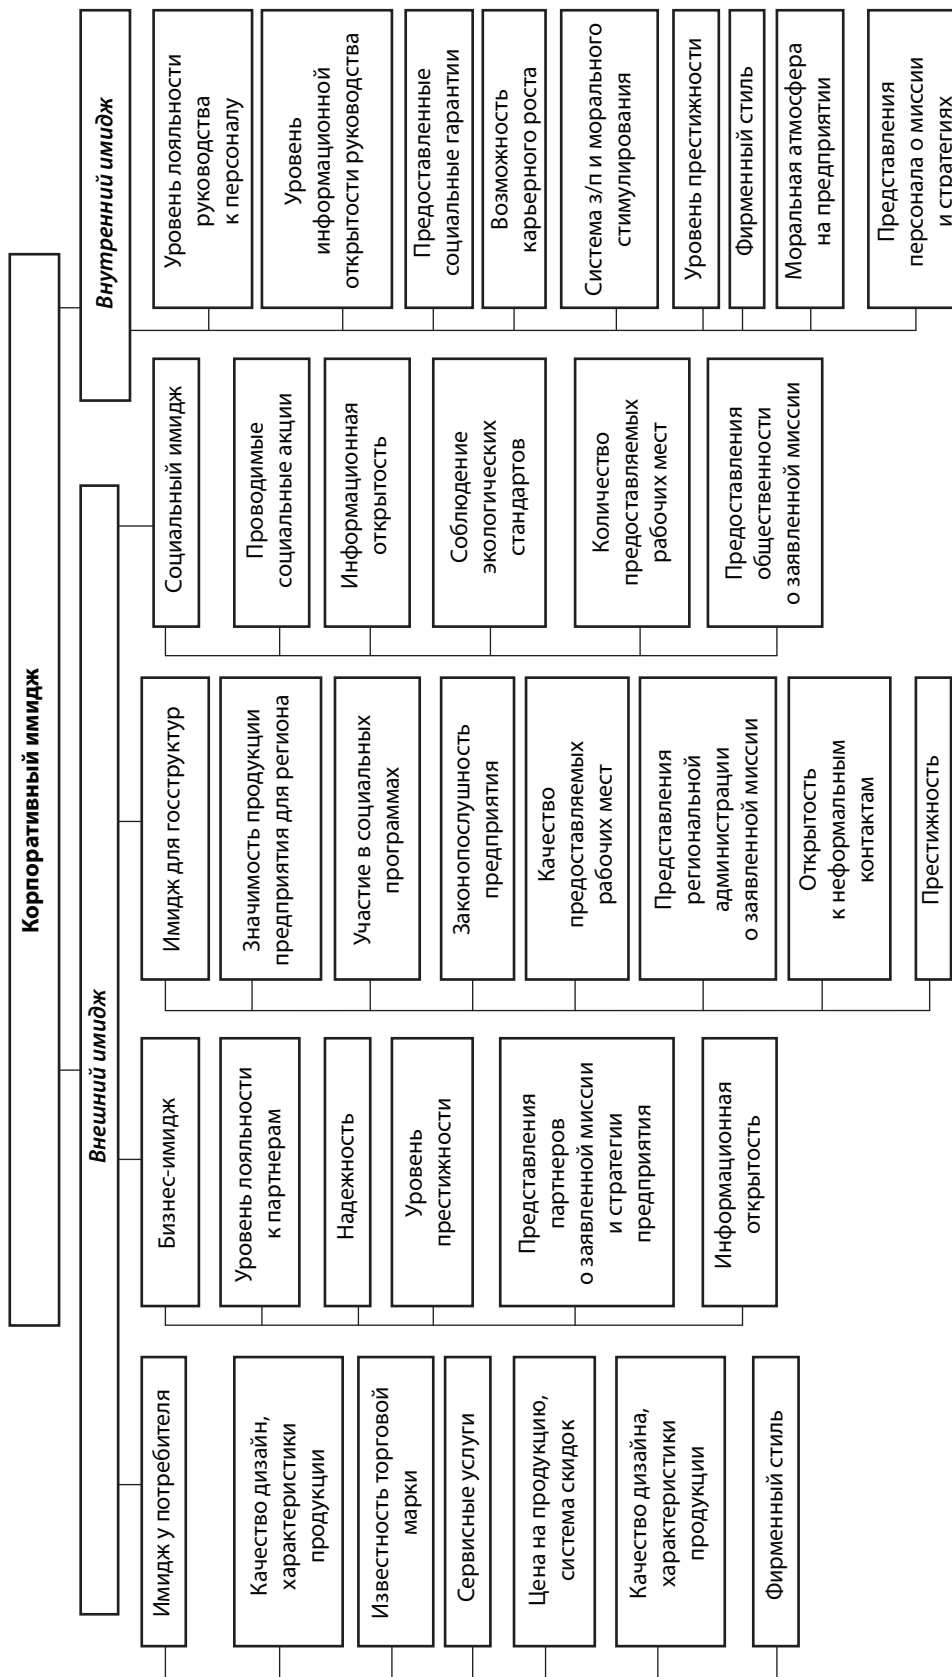 Корпоративный имидж
Внешний имидж
Внутренний имидж
Имидж у потребителя
Качество дизайн,
характеристики
продукции
Известность торговой
марки
Сервисные услуги
Цена на продукцию,
система скидок
Качество дизайна,
характеристики
продукции
Фирменный стиль
Бизнес-имидж
Уровень лояльности
к партнерам
Надежность
Уровень
престижности
Представления
партнеров
о заявленной миссии
и стратегии
предприятия
Информационная
открытость
Имидж для госструктур
Значимость продукции
предприятия для региона
Участие в социальных
программах
Законопослушность
предприятия
Качество
предоставляемых
рабочих мест
Представления
региональной
администрации
о заявленной миссии
Открытость
к неформальным
контактам
Престижность
Социальный имидж
Проводимые
социальные акции
Информационная
открытость
Соблюдение
экологических
стандартов
Количество
предоставляемых
рабочих мест
Предоставления
общественности
о заявленной миссии
Уровень лояльности
руководства
к персоналу
Уровень
информационной
открытости руководства
Предоставленные
социальные гарантии
Возможность
карьерного роста
Система з/п и морального
стимулирования
Уровень престижности
Фирменный стиль
Моральная атмосфера
на предприятии
Представления
персонала о миссии
и стратегиях